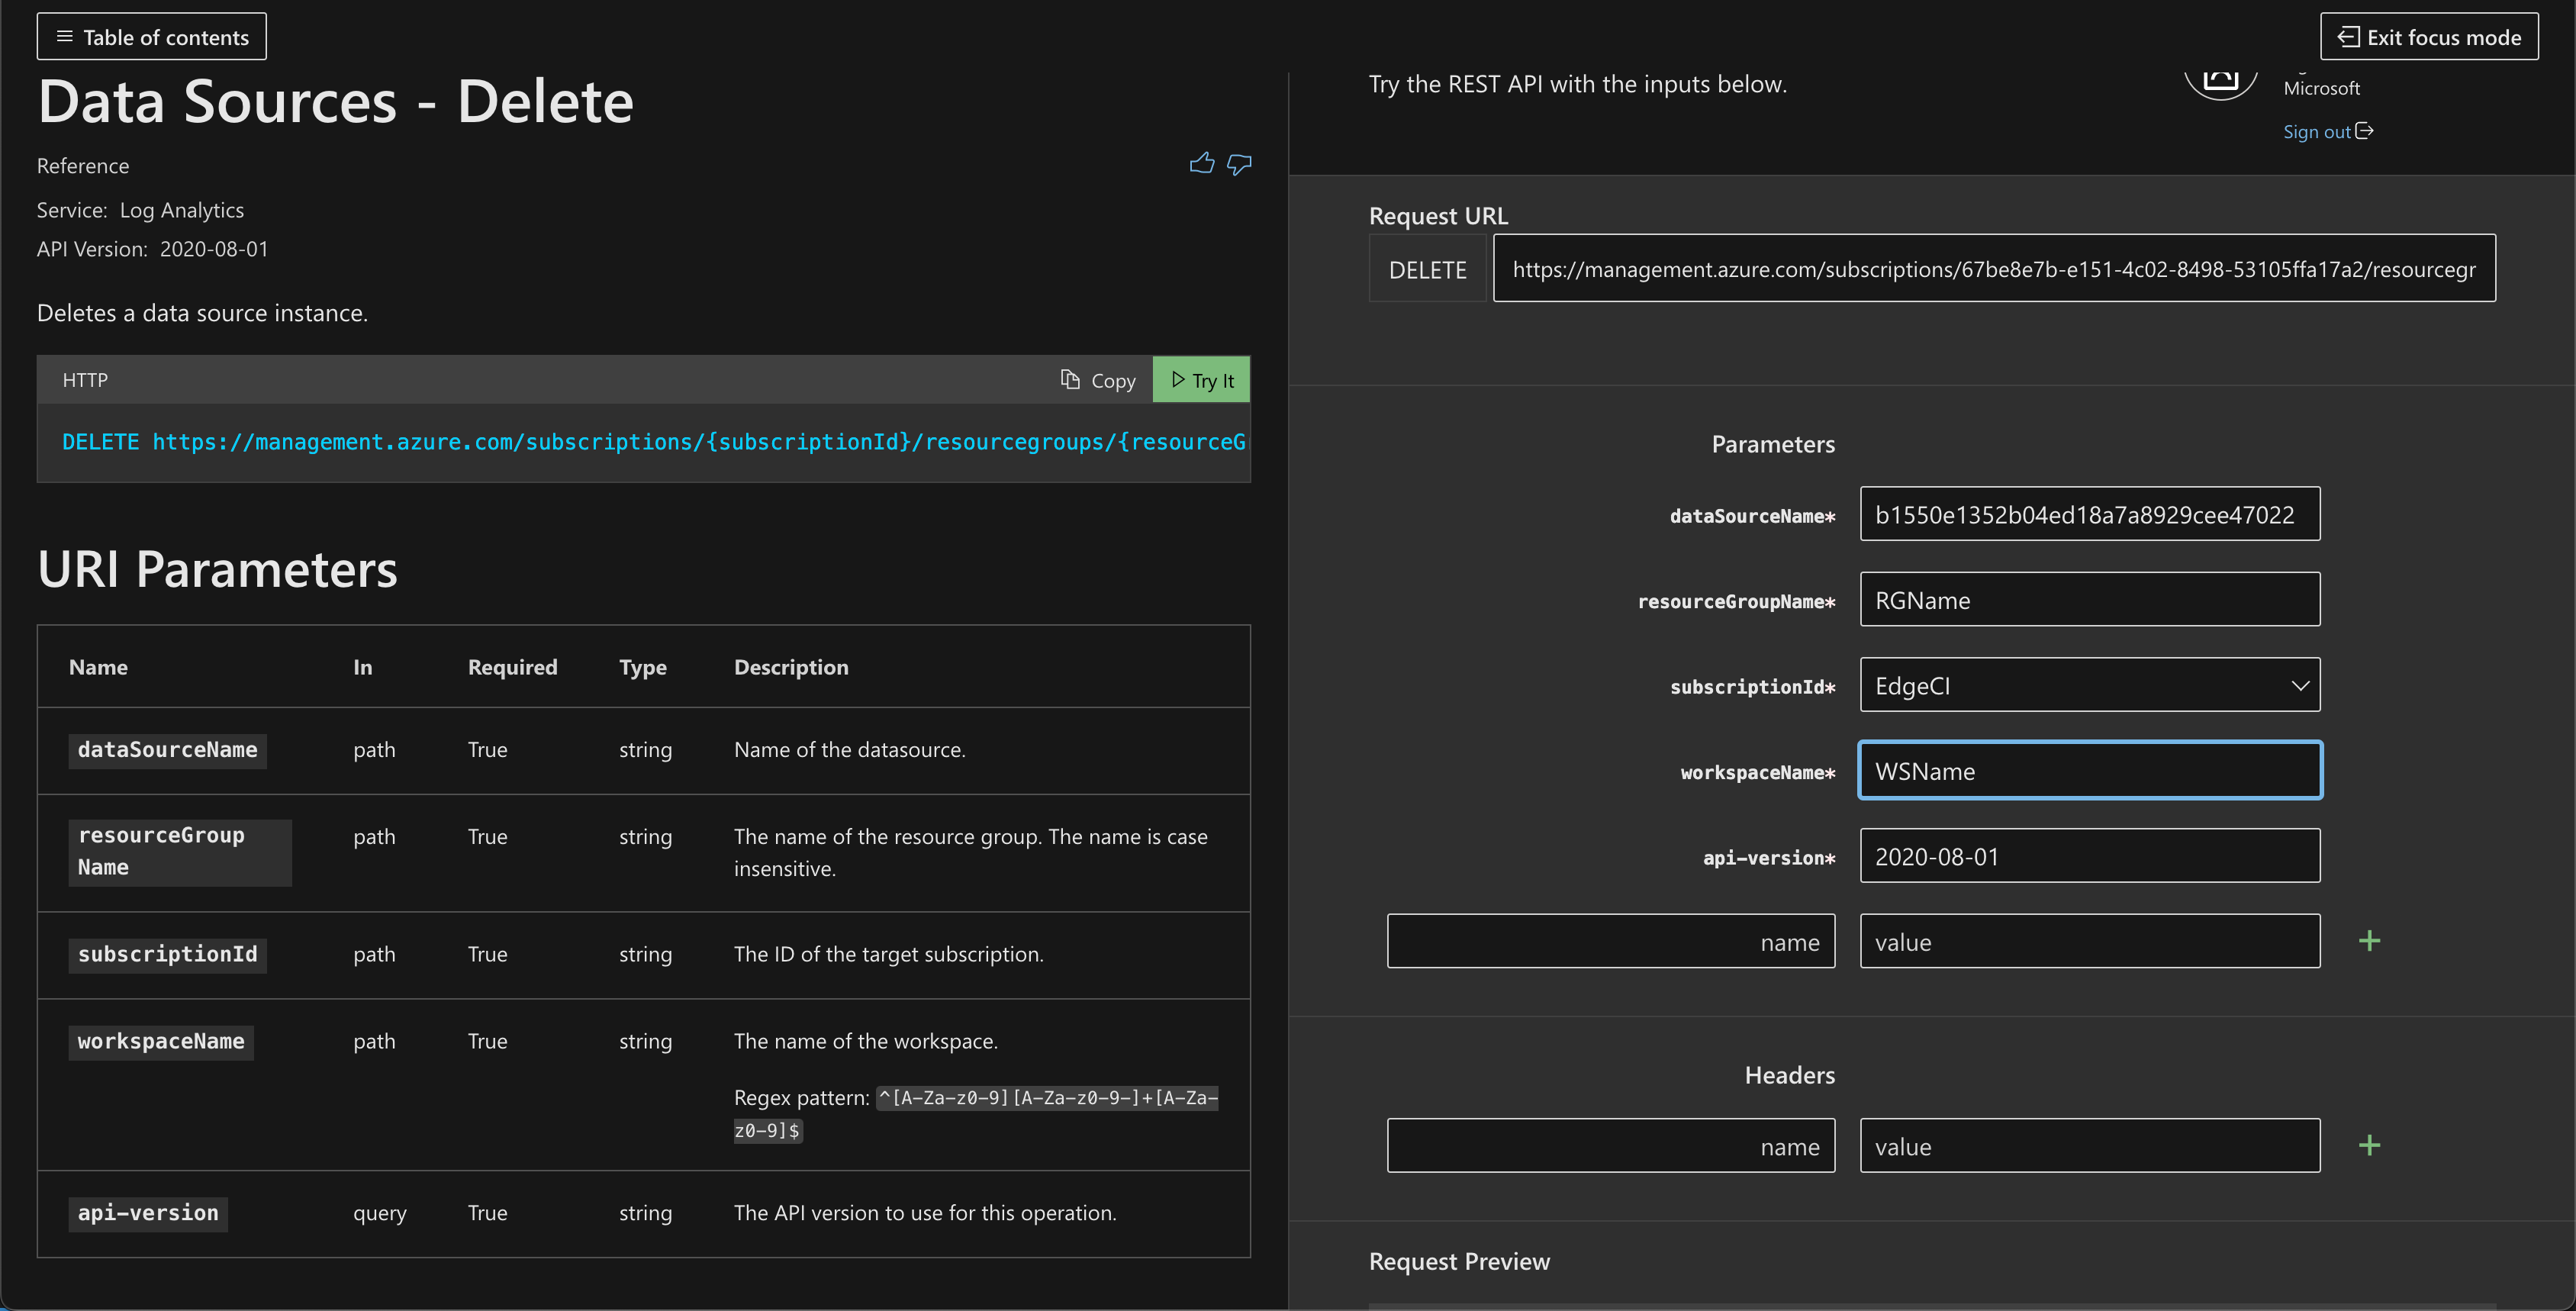 Table of contents
Exit focus mode
Data Sources - Delete
Reference
Service: Log Analytics
API Version: 2020-08-01
Deletes a data source instance.
HTTP
Copy
Try It
DELETE https://management.azure.com/subscriptions/{subscriptionId}/resourcegroups/{resourceG
URI Parameters
Name In Required Type Description
dataSourceName path True string Name of the datasource.
resourceGroup path True string The name of the resource group. The name is case
Name insensitive.
subscriptionId path True string The ID of the target subscription.
workspaceName path True string The name of the workspace.
Regex pattern: ^[A-Za-z0-9][A-Za-z0-9-]+[A-Za-
z0-9]$
api-version query True string The API version to use for this operation.
Try the REST API with the inputs below.
Microsoft
Sign out
Request URL
DELETE https://management.azure.com/subscriptions/67be8e7b-e151-4c02-8498-53105ffa17a2/resourcegr
Parameters
dataSourceName* b1550e1352b04ed18a7a8929cee47022
resourceGroupName* RGName
subscriptionId* EdgeCI
workspaceName* WSName
api-version* 2020-08-01
name value +
Headers
name value +
Request Preview